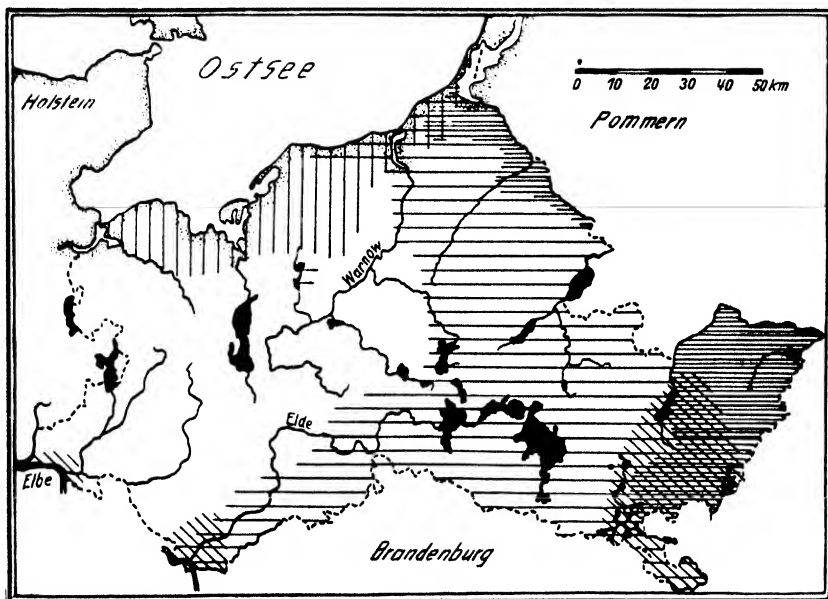 Ostsee
Holstein
0 10 20 30 40 50 km
Pommern
Warnow
Elde
Elbe
Brandenburg